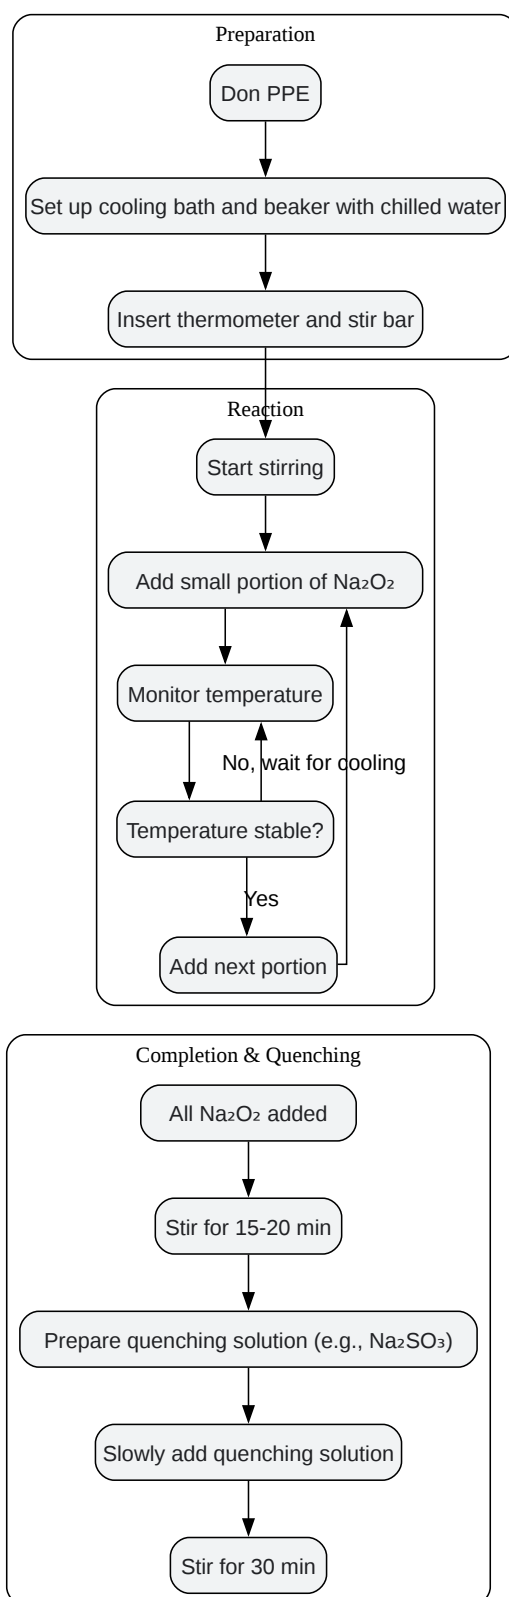 Preparation
Don PPE
Set up cooling bath and beaker with chilled water
Insert thermometer and stir bar
Reaction
Start stirring
Add small portion of Na₂O₂
Monitor temperature
No, wait for cooling
Temperature stable?
Yes
Add next portion
Completion & Quenching
All Na₂O₂ added
Stir for 15-20 min
Prepare quenching solution (e.g., Na₂SO₃)
Slowly add quenching solution
Stir for 30 min